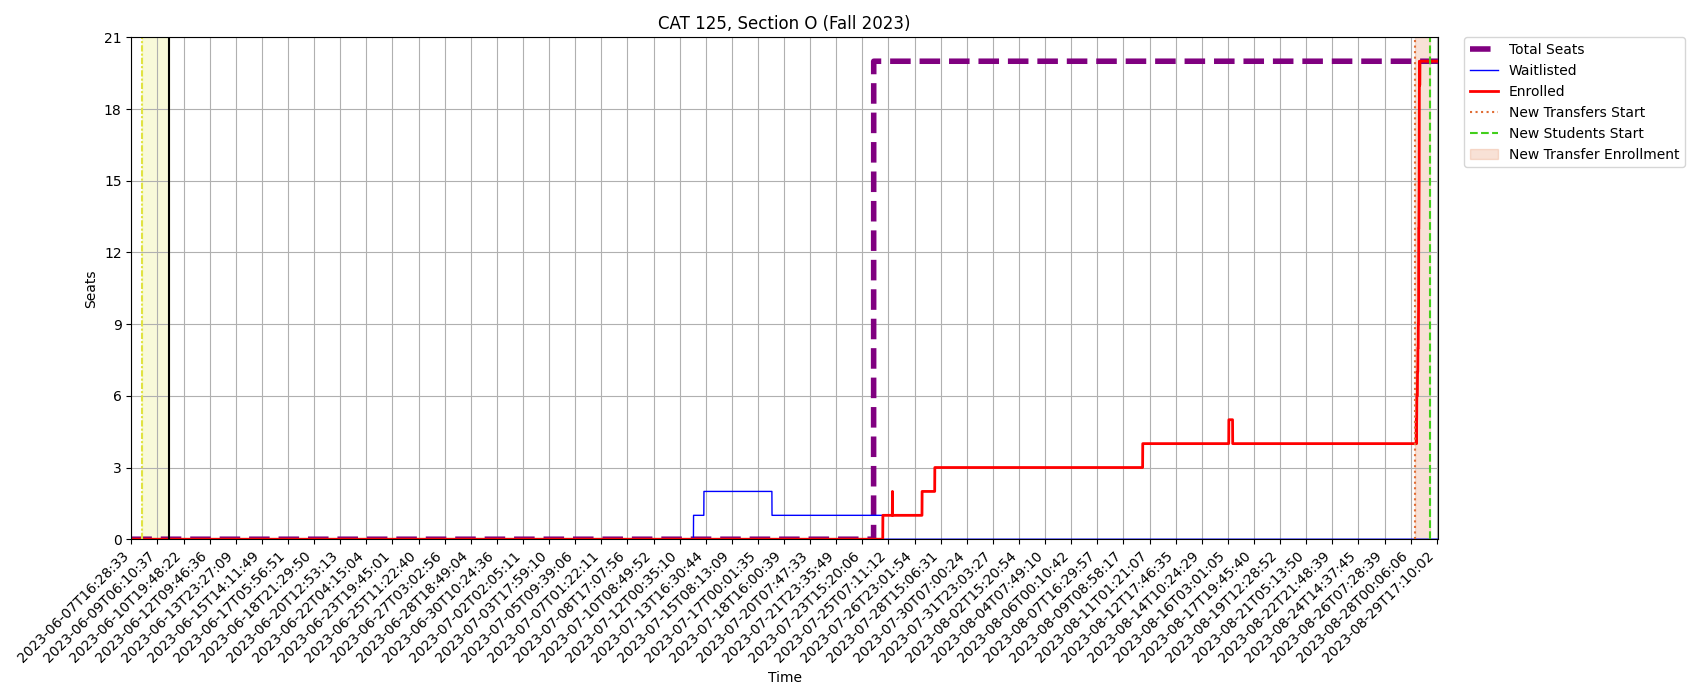 CAT 125, Section O (Fall 2023)
21
18
15
12
9
6
3
0
Seats
2023-06-07T16:28:33
2023-06-09T06:10:37
2023-06-10T19:48:22
2023-06-12T09:46:36
2023-06-13T23:27:09
2023-06-15T14:11:49
2023-06-17T05:56:51
2023-06-18T21:29:50
2023-06-20T12:53:13
2023-06-22T04:15:04
2023-06-23T19:45:01
2023-06-25T11:22:40
2023-06-27T03:02:56
2023-06-28T18:49:04
2023-06-30T10:24:36
2023-07-02T02:05:11
2023-07-03T17:59:10
2023-07-05T09:39:06
2023-07-07T01:22:11
2023-07-08T17:07:56
2023-07-10T08:49:52
2023-07-12T00:35:10
2023-07-13T16:30:44
2023-07-15T08:13:09
2023-07-17T00:01:35
2023-07-18T16:00:39
2023-07-20T07:47:33
2023-07-21T23:35:49
2023-07-23T15:20:06
2023-07-25T07:11:12
2023-07-26T23:01:54
2023-07-28T15:06:31
2023-07-30T07:00:24
2023-07-31T23:03:27
2023-08-02T15:20:54
2023-08-04T07:49:10
2023-08-06T00:10:42
2023-08-07T16:29:57
2023-08-09T08:58:17
2023-08-11T01:21:07
2023-08-12T17:46:35
2023-08-14T10:24:29
2023-08-16T03:01:05
2023-08-17T19:45:40
2023-08-19T12:28:52
2023-08-21T05:13:50
2023-08-22T21:48:39
2023-08-24T14:37:45
2023-08-26T07:28:39
2023-08-28T00:06:06
2023-08-29T17:10:02
Time
Total Seats
Waitlisted
Enrolled
New Transfers Start
New Students Start
New Transfer Enrollment